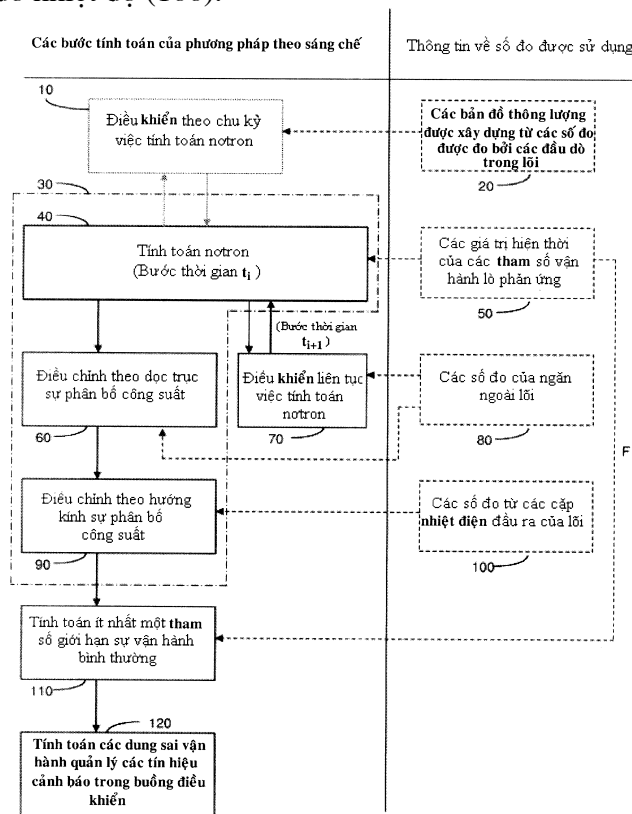 Các bước tính toán của phương pháp theo sáng chế
Thông tin về số đo được sử dụng
10
Điều khiển theo chu kỳ
việc tính toán nơtron
Các bản đồ thông lượng
được xây dựng từ các số đo
được đo bởi các đầu dò
trong lõi
20
30
40
Tính toán nơtron
(Bước thời gian ti )
Các giá trị hiện thời
của các tham số vận
hành lò phản ứng
50
(Bước thời gian
ti+1 )
Điều chỉnh theo dọc trục
sự phân bố công suất
60
Điều khiển liên tục
việc tính toán
nơtron
70
Các số đo của ngăn
ngoài lõi
80
F
Điều chỉnh theo hướng
kính sự phân bố
công suất
90
Các số đo từ các cặp
nhiệt điện đầu ra của lõi
100
Tính toán ít nhất một tham
số giới hạn sự vận hành
bình thường
110
120
Tính toán các dung sai vận
hành quản lý các tín hiệu
cảnh báo trong buồng điều
khiển